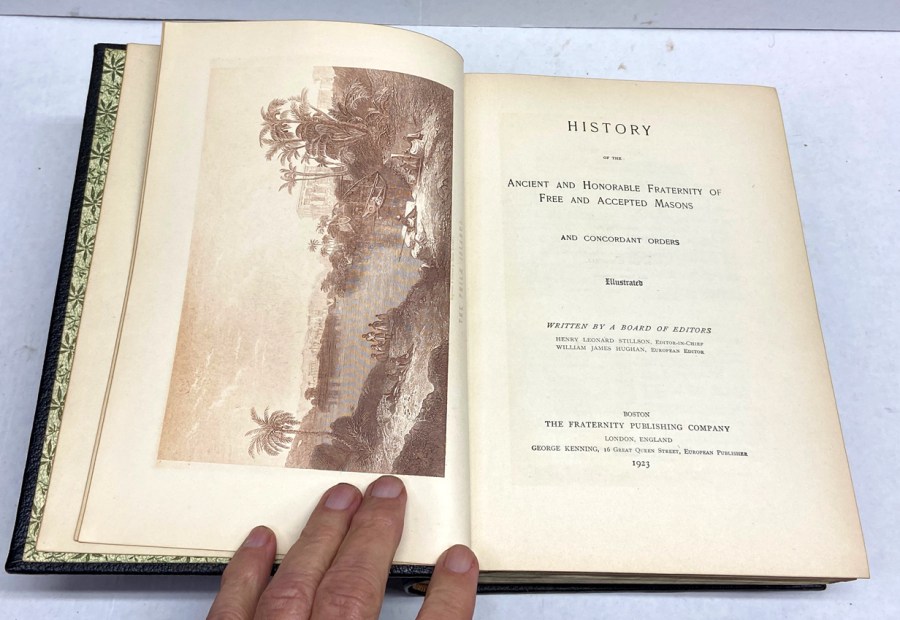 HISTORY
OF THE
ANCIENT AND HONORABLE FRATERNITY OF
FREE AND ACCEPTED MASONS
AND CONCORDANT ORDERS
Illustrated
WRITTEN BY A BOARD OF EDITORS
HENRY LEONARD STILLSON, EDITOR-IN-CHIEF
WILLIAM JAMES HUGHAN, EUROPEAN EDITOR
BOSTON
THE FRATERNITY PUBLISHING COMPANY
LONDON, ENGLAND
GEORGE KENNING, 16 GREAT QUEEN STREET, EUROPEAN PUBLISHER
1923